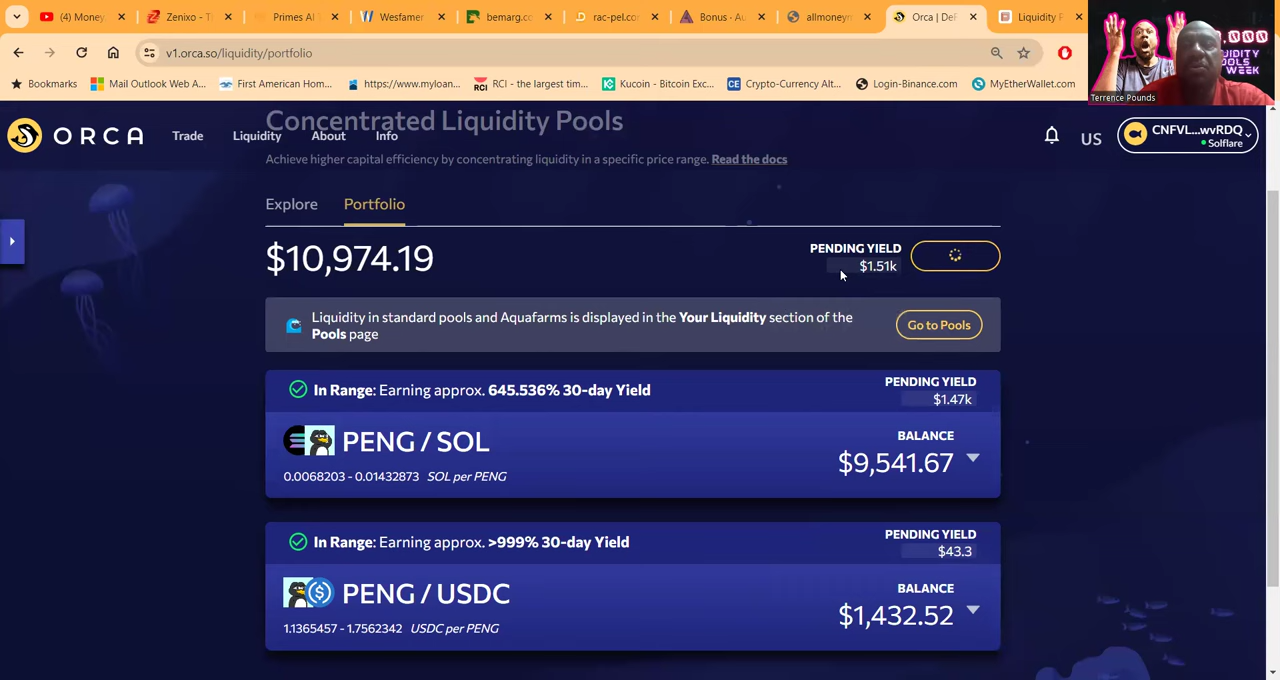 (4) Money
Zenixo - T
Primes AI T
Wesfamer
bemarg.c
rac-pel.co
Bonus - Au
allmoneyn
Orca | DeF
Liquidity P
v1.orca.so/liquidity/portfolio
Bookmarks
Mail Outlook Web A...
First American Hom...
https://www.myloan...
RCI - the largest tim...
Kucoin - Bitcoin Exc...
Crypto-Currency Alt...
Login-Binance.com
MyEtherWallet.com
Terrence Pounds
ORCA
Trade
Liquidity
About
Info
US
CNFVL...wvRDQ
Solflare
Concentrated Liquidity Pools
Achieve higher capital efficiency by concentrating liquidity in a specific price range. Read the docs
Explore
Portfolio
$10,974.19
PENDING YIELD
$1.51k
Liquidity in standard pools and Aquafarms is displayed in the Your Liquidity section of the
Pools page
Go to Pools
In Range: Earning approx. 645.536% 30-day Yield
PENDING YIELD
$1.47k
PENG / SOL
BALANCE
$9,541.67
0.0068203 - 0.01432873 SOL per PENG
In Range: Earning approx. >999% 30-day Yield
PENDING YIELD
$43.3
PENG / USDC
BALANCE
$1,432.52
1.1365457 - 1.7562342 USDC per PENG